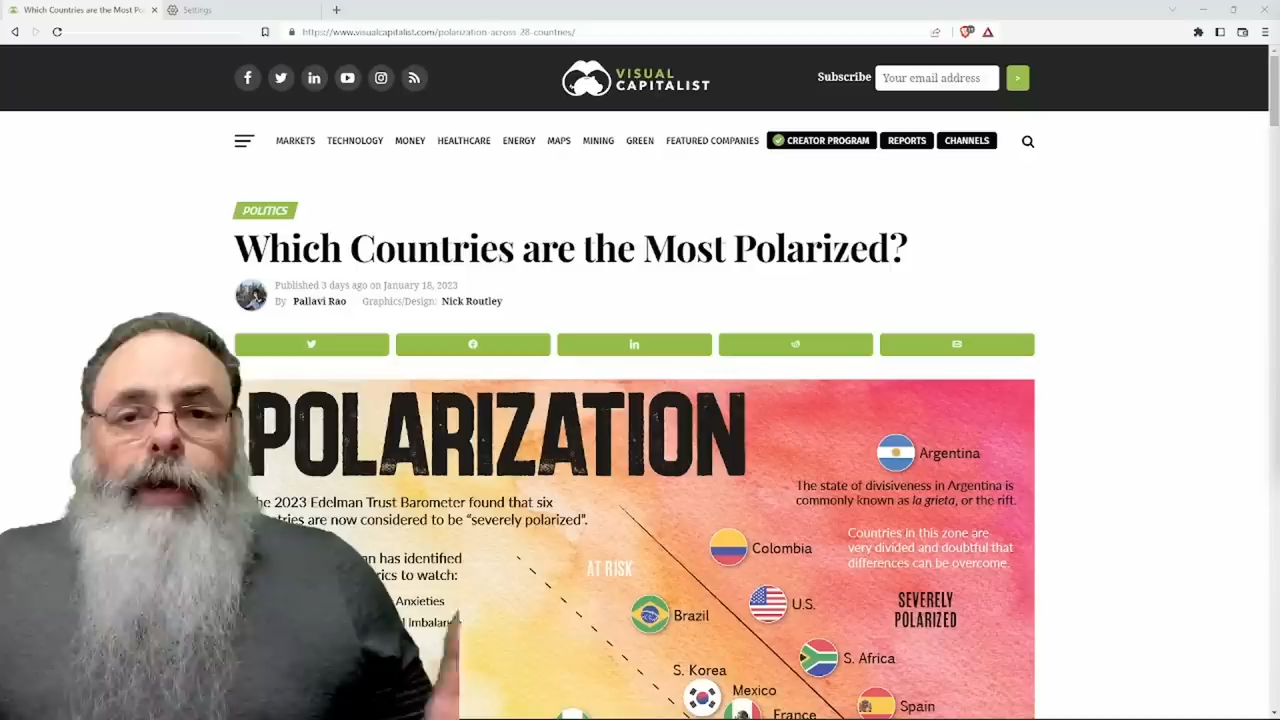 Which Countries are the Most Po
Settings
https://www.visualcapitalist.com/polarization-across-28-countries/
VISUAL
CAPITALIST
Subscribe
Your email address
>
MARKETS TECHNOLOGY MONEY HEALTHCARE ENERGY MAPS MINING GREEN FEATURED COMPANIES CREATOR PROGRAM REPORTS CHANNELS
POLITICS
Which Countries are the Most Polarized?
Published 3 days ago on January 18, 2023
By Pallavi Rao Graphics/Design: Nick Routley
POLARIZATION
he 2023 Edelman Trust Barometer found that six
tries are now considered to be "severely polarized".
an has identified
rics to watch:
Anxieties
l Imbalan
AT RISK
Argentina
The state of divisiveness in Argentina is
commonly known as la grieta, or the rift.
Countries in this zone are
very divided and doubtful that
differences can be overcome.
SEVERELY
POLARIZED
Colombia
U.S.
Brazil
S. Africa
S. Korea
Mexico
Spain
France